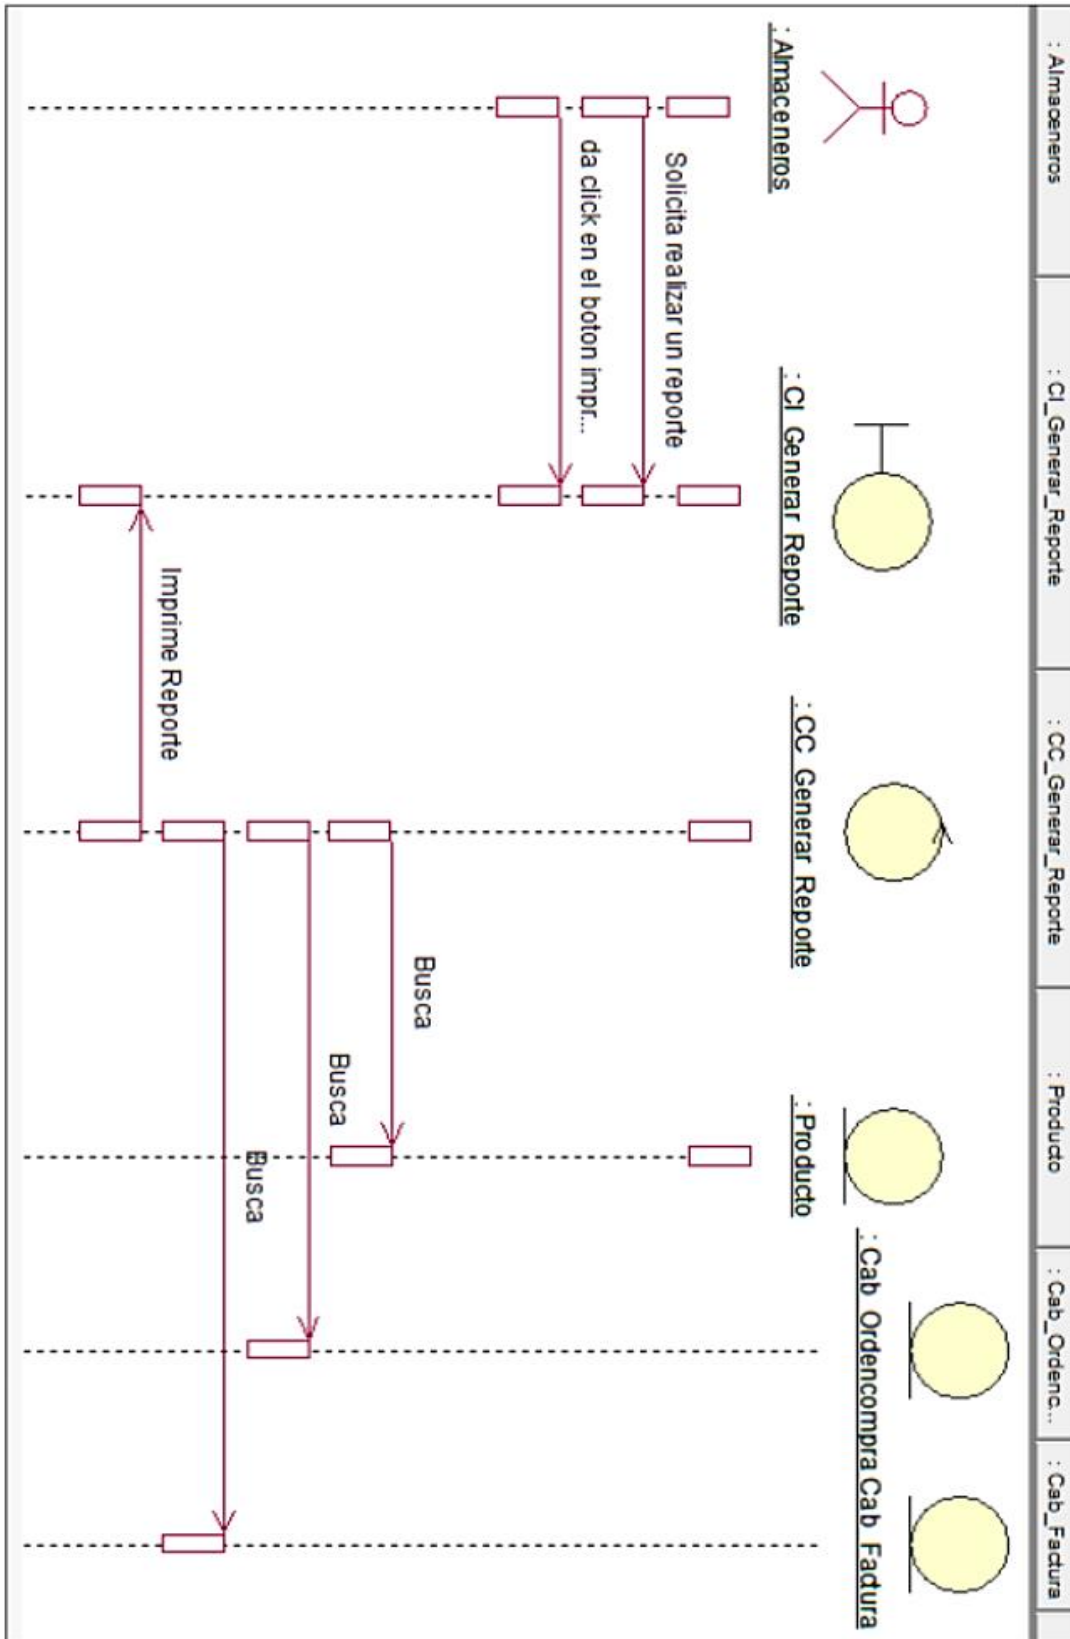 : Almaceneros
: CI_Generar_Reporte
: CC_Generar_Reporte
: Producto
: Cab_Ordenc...
: Cab_Factura
: Almaceneros
: CI_Generar_Reporte
: CC_Generar_Reporte
: Producto
: Cab_Ordencompra
Cab_Factura
Solicita realizar un reporte
da click en el boton impr...
Busca
Busca
Busca
Imprime Reporte